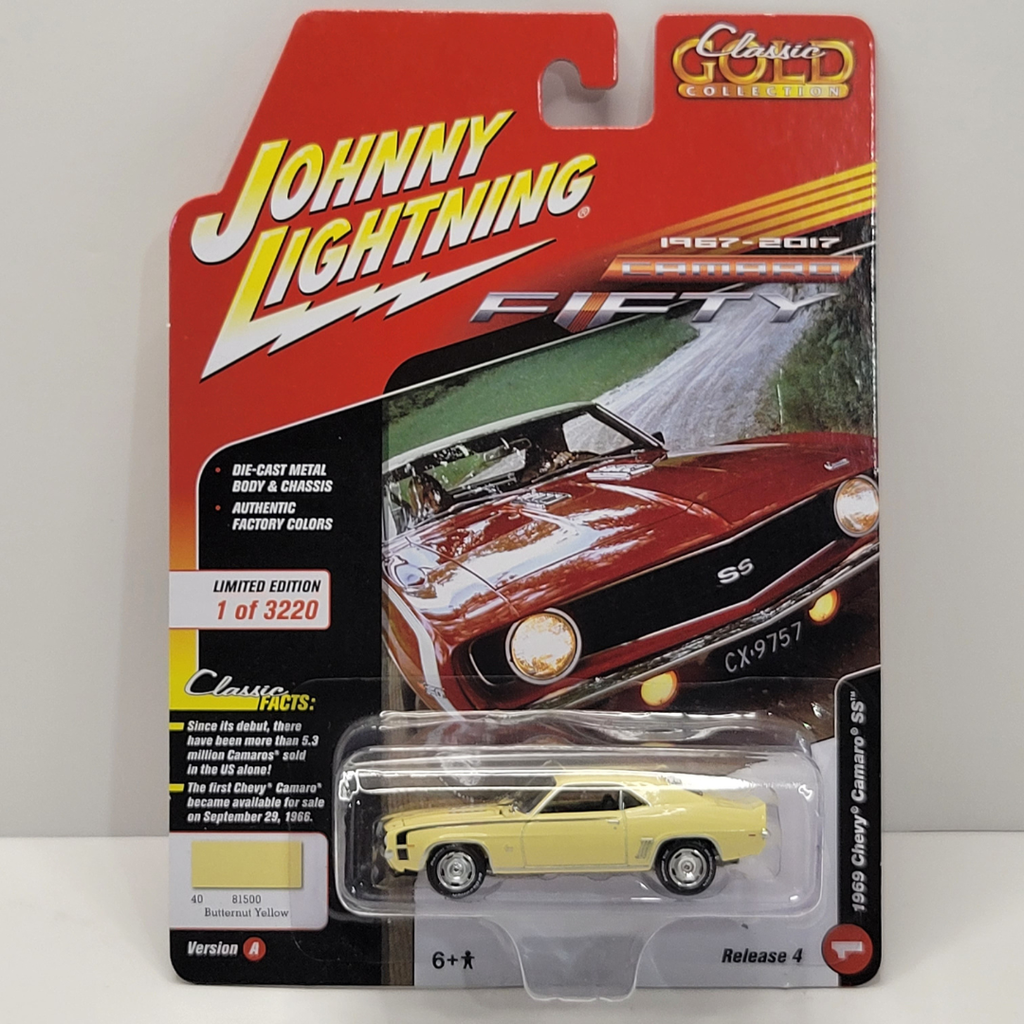 Classic
GOLD
COLLECTION
JOHNNY
LIGHTNING®
1967-2017
CAMARO
FIFTY
• DIE-CAST METAL
BODY & CHASSIS
• AUTHENTIC
FACTORY COLORS
LIMITED EDITION
1 of 3220
SS
CX•9757
Classic
FACTS:
Since its debut, there
have been more than 5.3
million Camaros® sold
in the US alone!
The first Chevy® Camaro®
became available for sale
on September 29, 1966.
40 81500
Butternut Yellow
1969 Chevy® Camaro® SS™
Version A
6+
Release 4
1